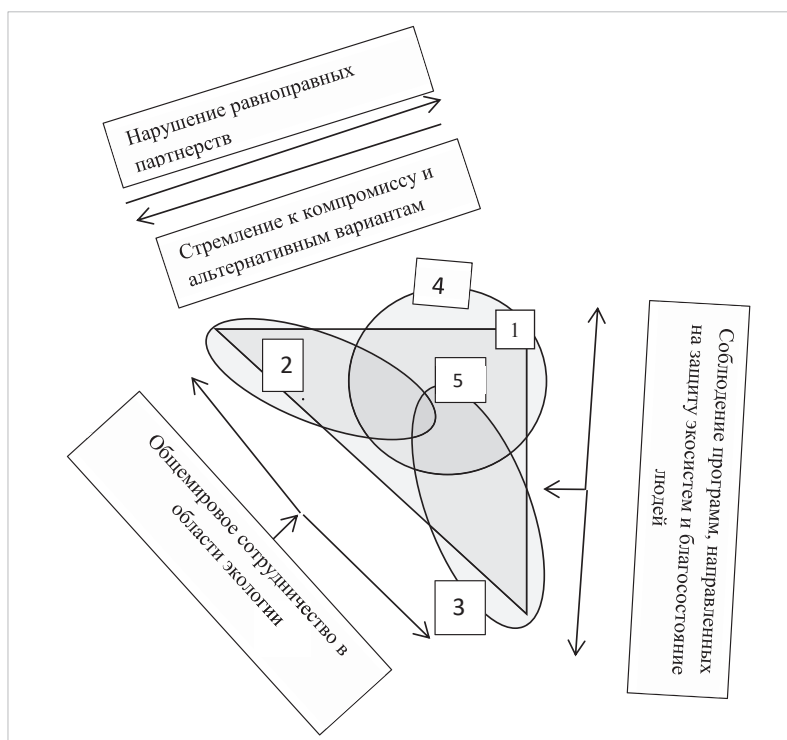 Нарушение равноправных
партнерств
Стремление к компромиссу и
альтернативным вариантам
4
1
2
5
3
Соблюдение программ, направленных
на защиту экосистем и благосостояние
людей
Общемировое сотрудничество в
области экологии